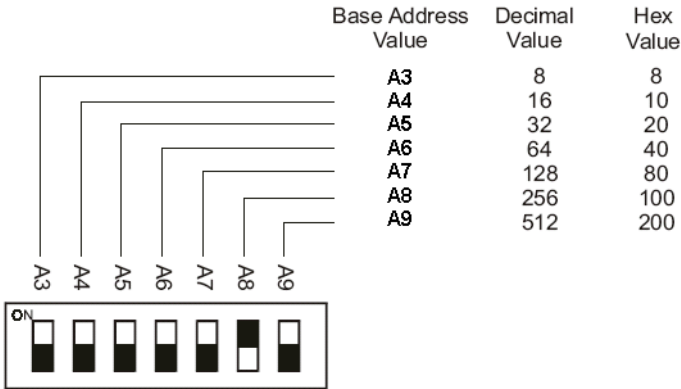 Base Address Value Decimal Value Hex Value
A3 8 8
A4 16 10
A5 32 20
A6 64 40
A7 128 80
A8 256 100
A9 512 200
A3 A4 A5 A6 A7 A8 A9
ON